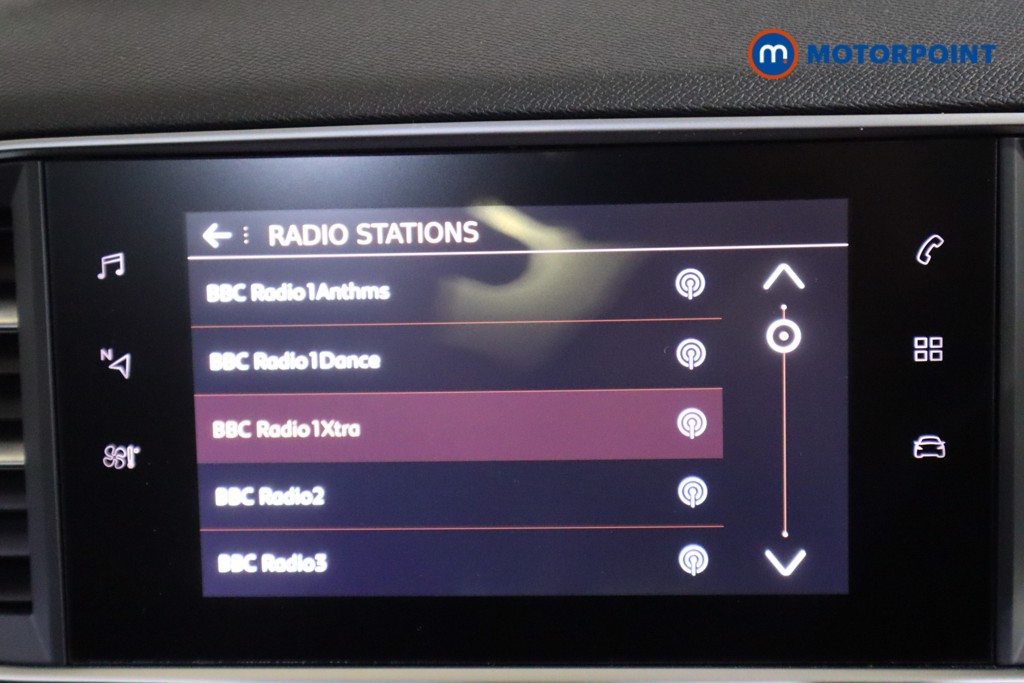 m MOTORPOINT
RADIO STATIONS
BBC Radio1Anthms
BBC Radio1Dance
BBC Radio1Xtra
BBC Radio2
BBC Radio3
N